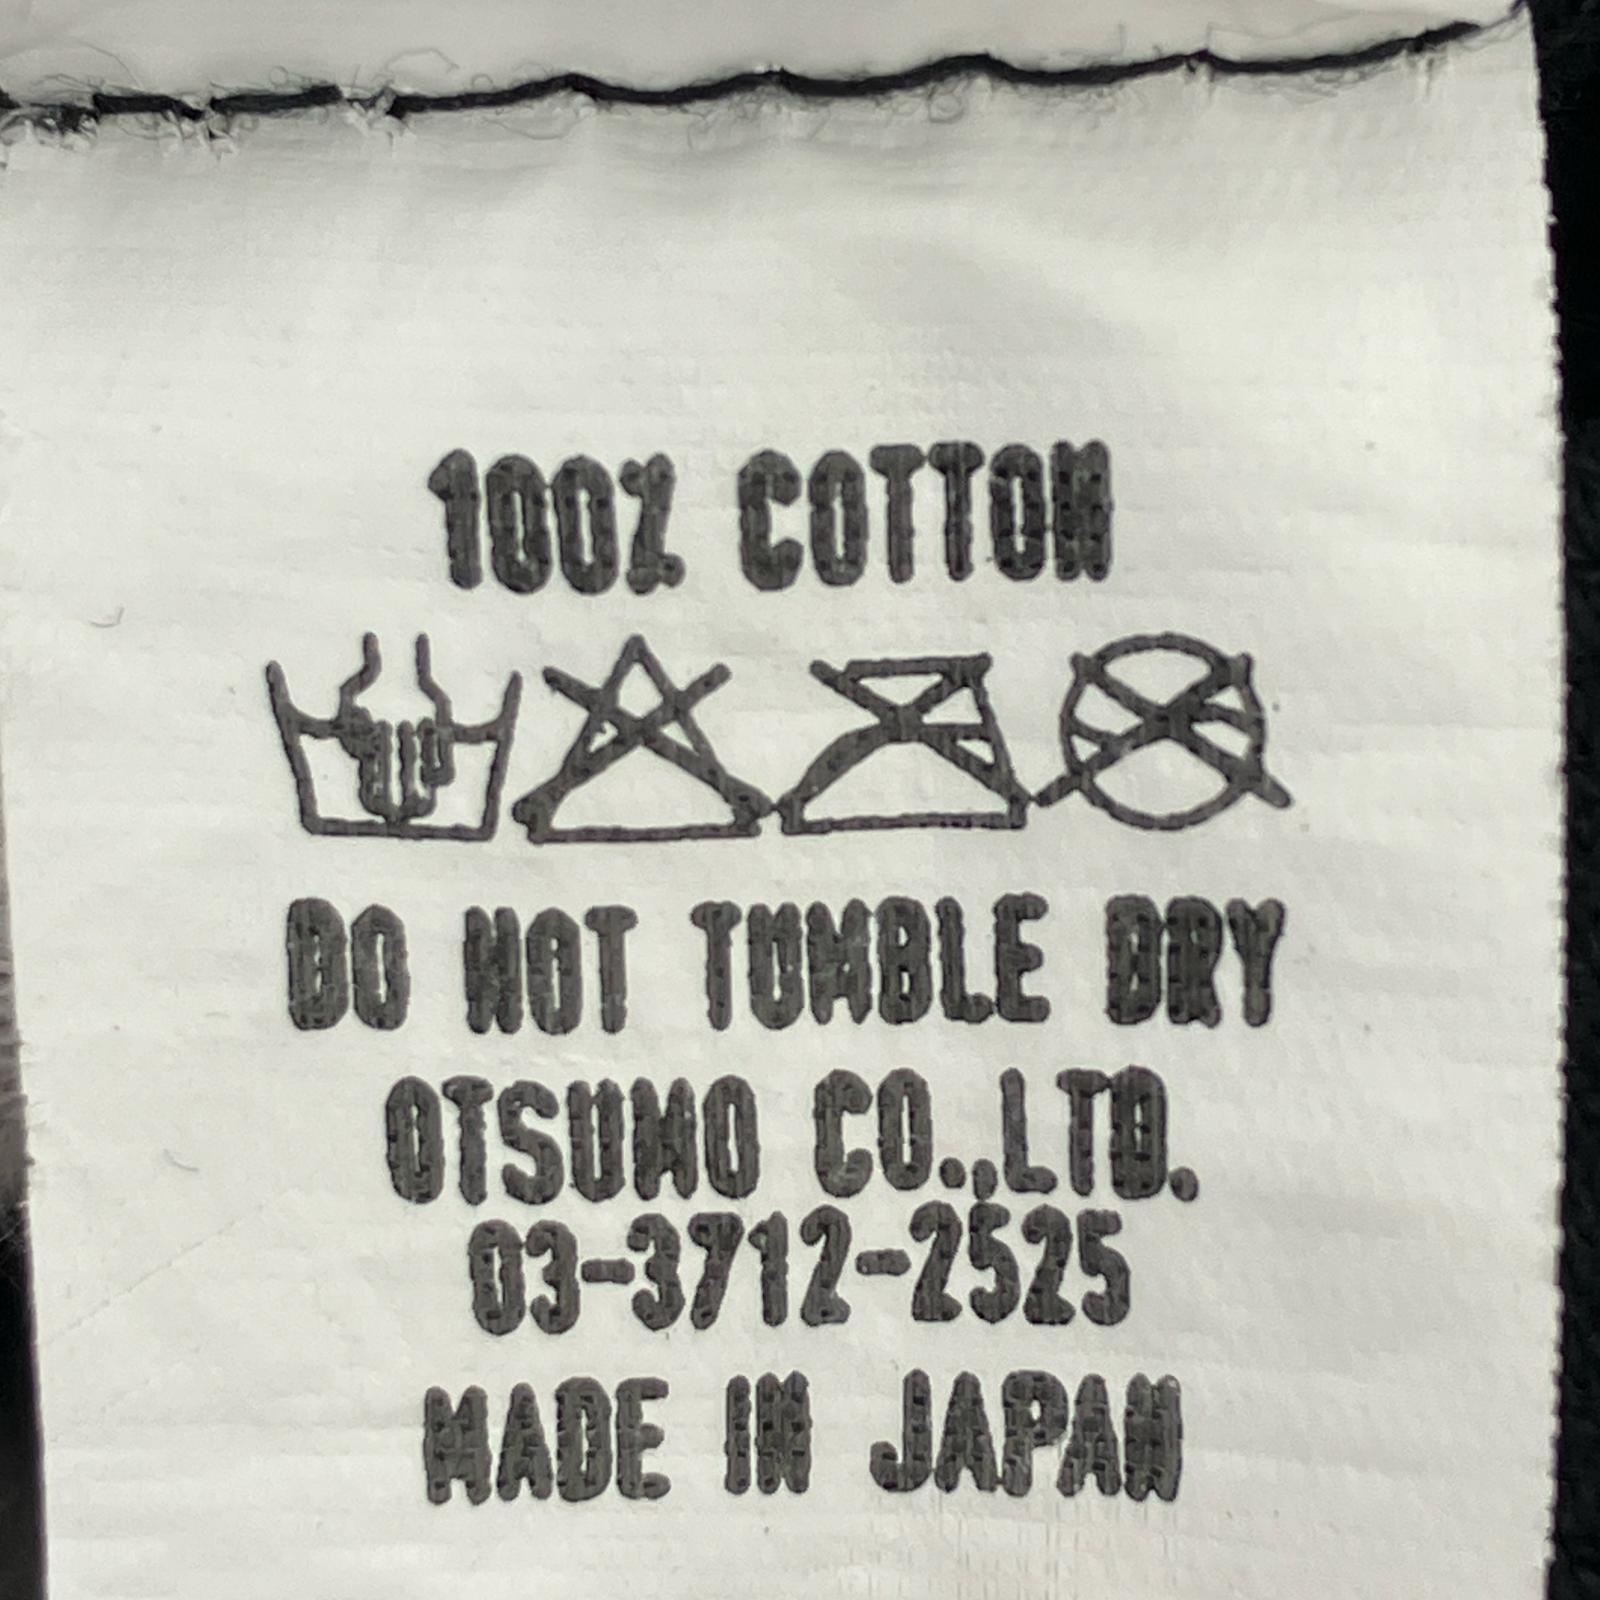 100% COTTON
DO NOT TUMBLE DRY
OTSUMO CO.,LTD.
03-3712-2525
MADE IN JAPAN